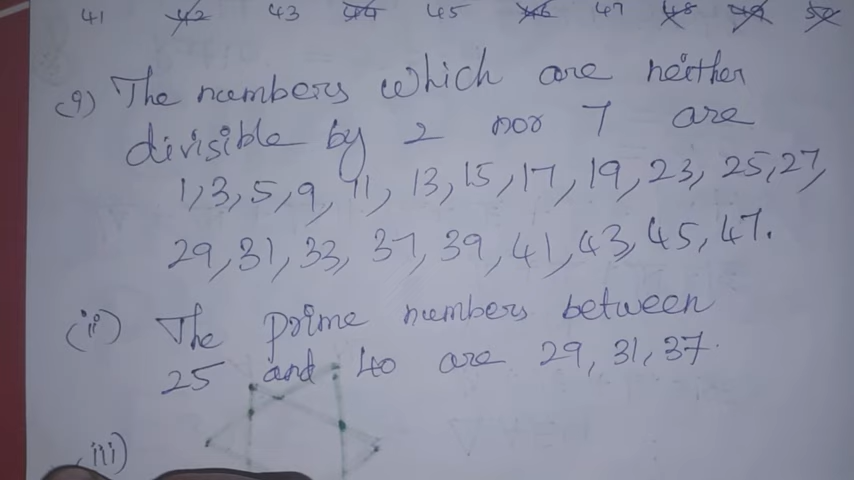 41 42 43 44 45 46 47 48 49 50
(i) The numbers which are neither
divisible by 2 nor 7 are
1, 3, 5, 9, 11, 13, 15, 17, 19, 23, 25, 27,
29, 31, 33, 37, 39, 41, 43, 45, 47.
(ii) The prime numbers between
25 and 40 are 29, 31, 37.
iii)